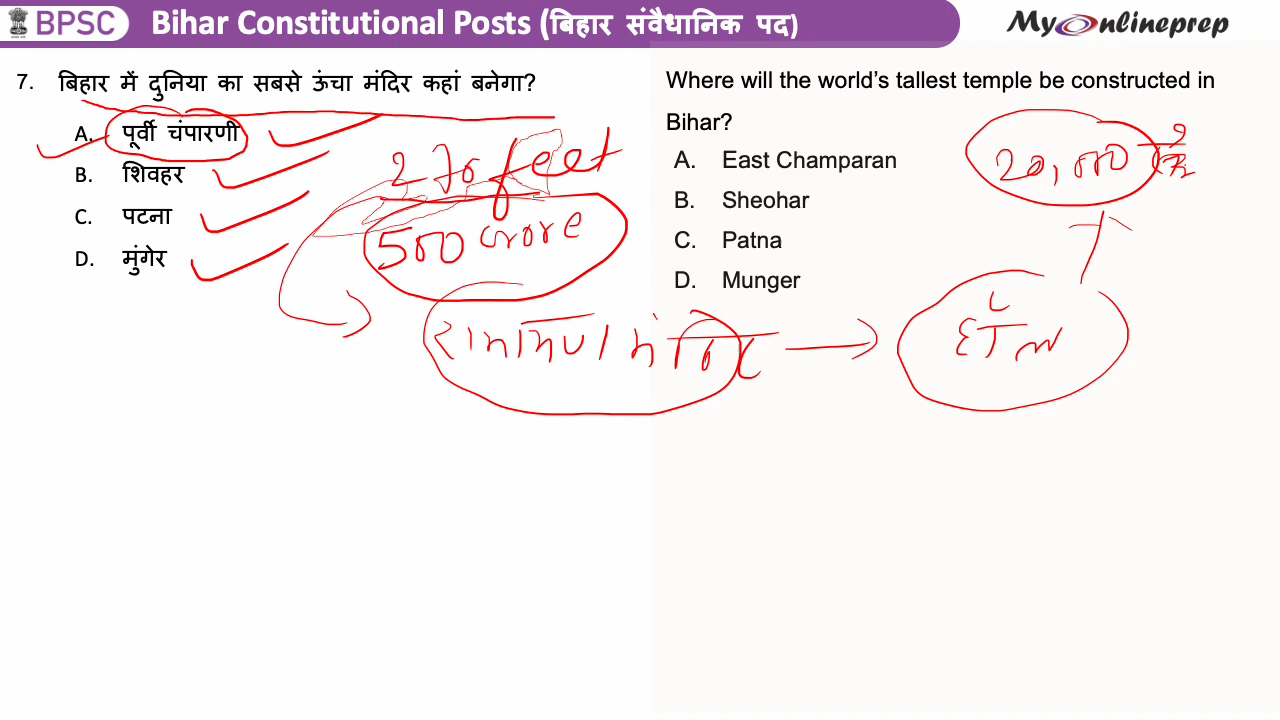 BPSC Bihar Constitutional Posts (बिहार संवैधानिक पद) MyOnlineprep
7. बिहार में दुनिया का सबसे ऊंचा मंदिर कहां बनेगा?
A. पूर्वी चंपारणी
B. शिवहर
C. पटना
D. मुंगेर
Where will the world’s tallest temple be constructed in
Bihar?
A. East Champaran
B. Sheohar
C. Patna
D. Munger
270 feet
500 crore
रामायण मंदिर
20,000